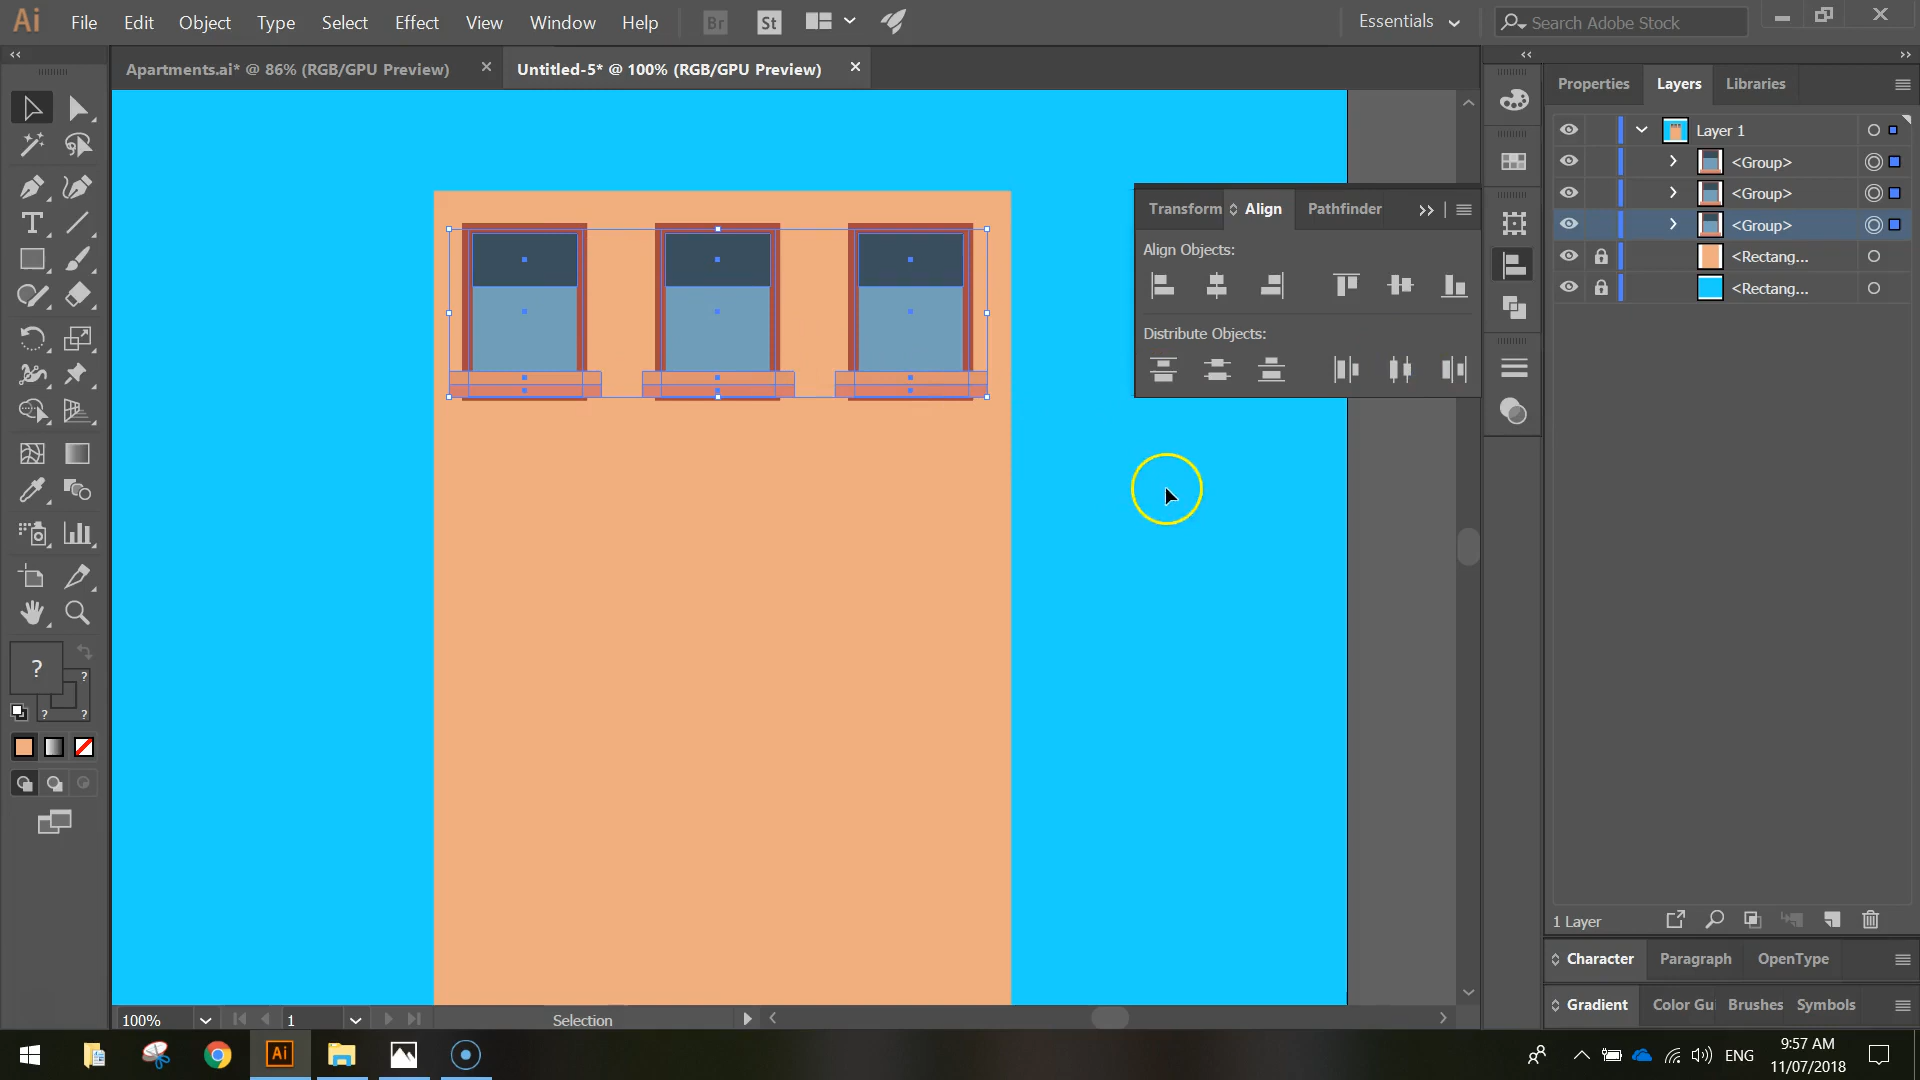 Ai File Edit Object Type Select Effect View Window Help Br St Essentials Search Adobe Stock
Apartments.ai* @ 86% (RGB/GPU Preview) Untitled-5* @ 100% (RGB/GPU Preview)
Properties Layers Libraries
Layer 1
<Group>
<Group>
<Group>
<Rectang...
<Rectang...
Transform Align Pathfinder
Align Objects:
Distribute Objects:
?
?
?
?
1 Layer
Character Paragraph OpenType
Gradient Color Gui Brushes Symbols
100% 1 Selection
Ai ENG
9:57 AM
11/07/2018